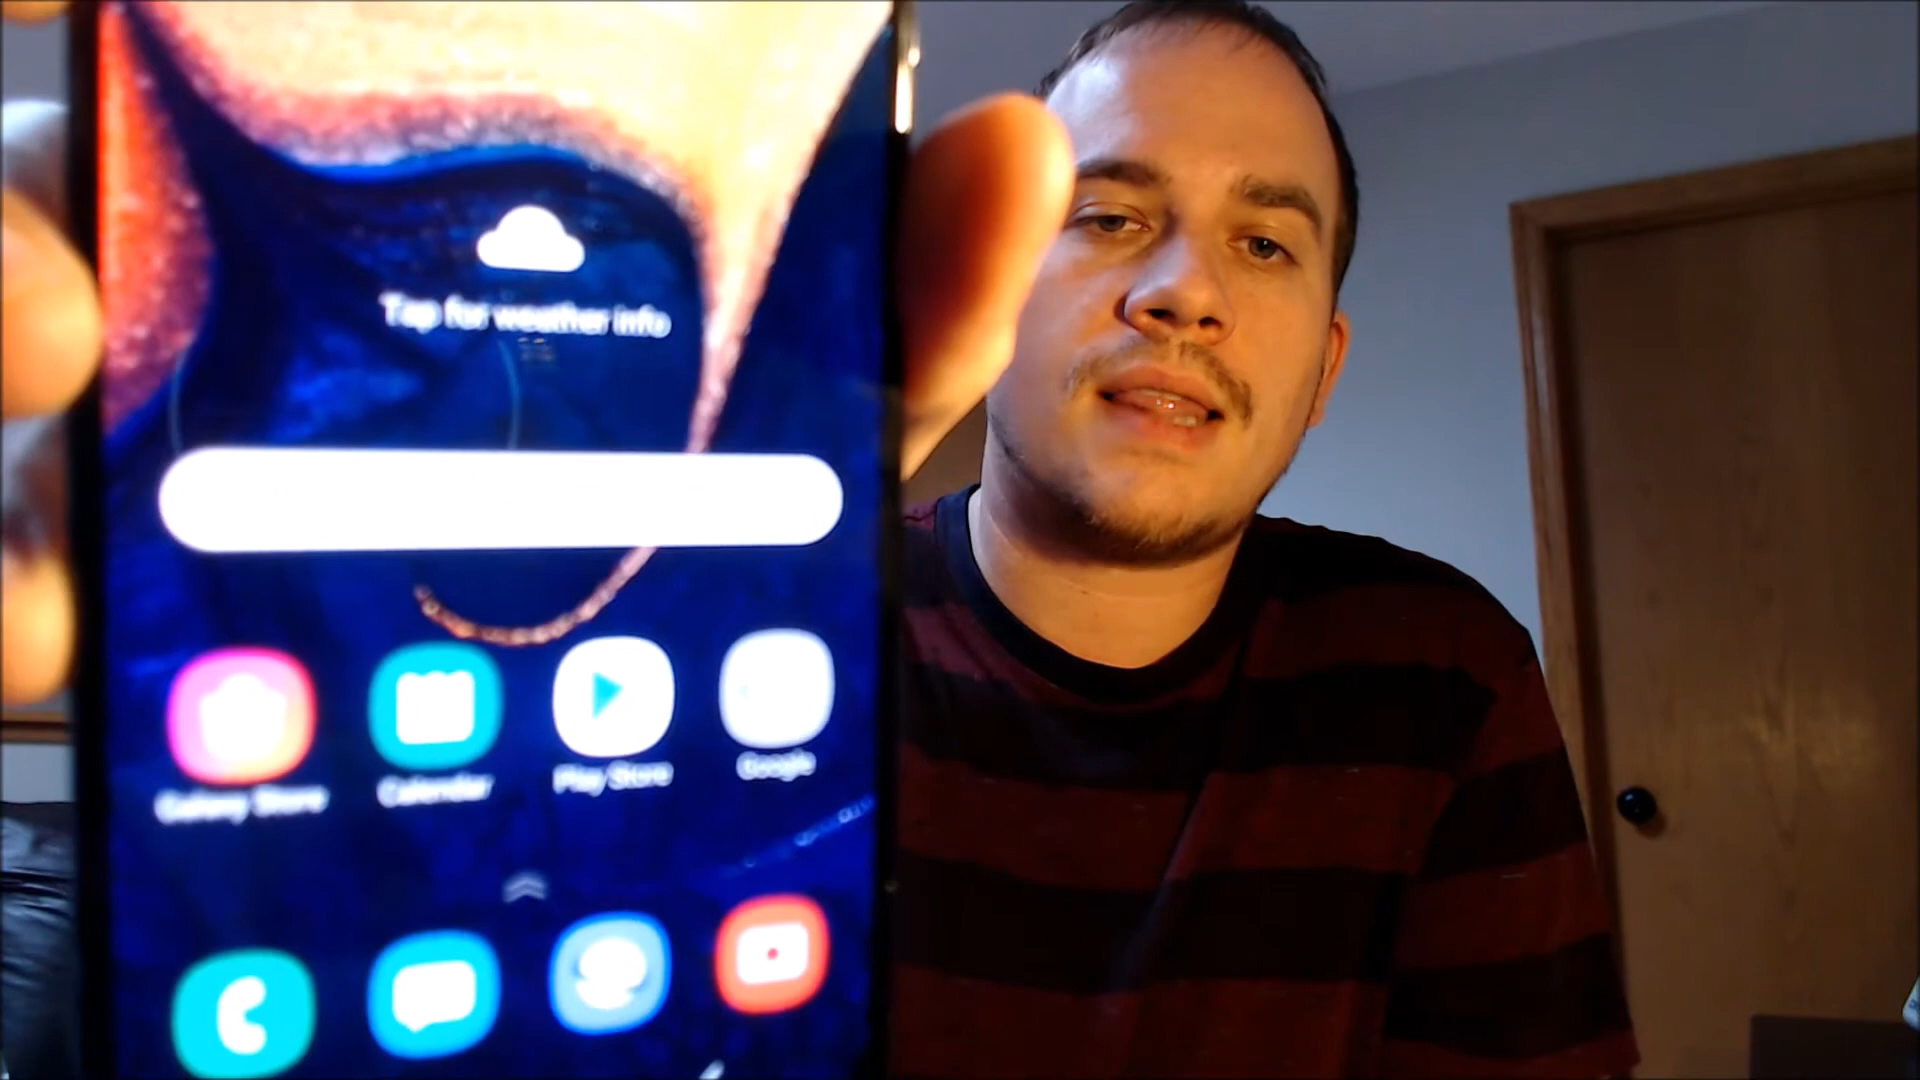 Tap for weather info
Galaxy Store
Calendar
Play Store
Google